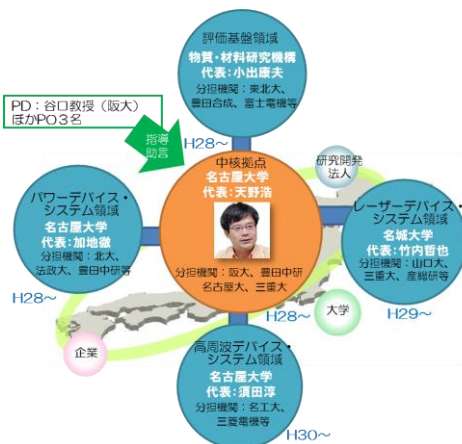 評価基盤領域
物質・材料研究機構
代表:小出康夫
分担機関:東北大、
豊田合成、富士電機等
PD:谷口教授(阪大)
ほかPO3名
指導
助言
H28~
中核拠点
名古屋大学
代表:天野浩
分担機関:阪大、豊田中研
名古屋大、三重大
H28~
研究開発
法人
パワーデバイス・
システム領域
名古屋大学
代表:加地徹
分担機関:北大、
法政大、豊田中研等
H28~
レーザーデバイス・
システム領域
名城大学
代表:竹内哲也
分担機関:山口大、
三重大、産総研等
H29~
大学
企業
高周波デバイス・
システム領域
名古屋大学
代表:須田淳
分担機関:名工大、
三菱電機等
H30~